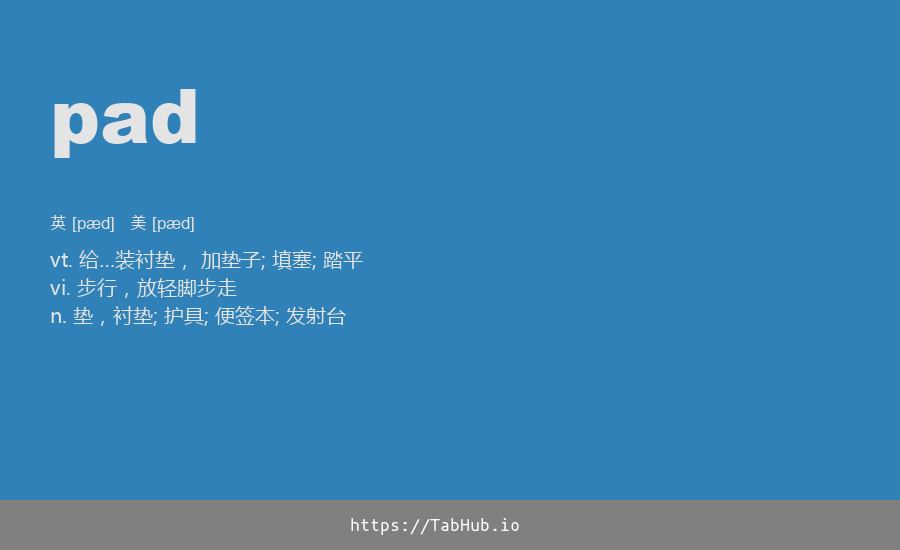 pad
英 [pæd]   美 [pæd]
vt. 给...装衬垫， 加垫子; 填塞; 踏平
vi. 步行，放轻脚步走
n. 垫，衬垫; 护具; 便签本; 发射台
https://TabHub.io